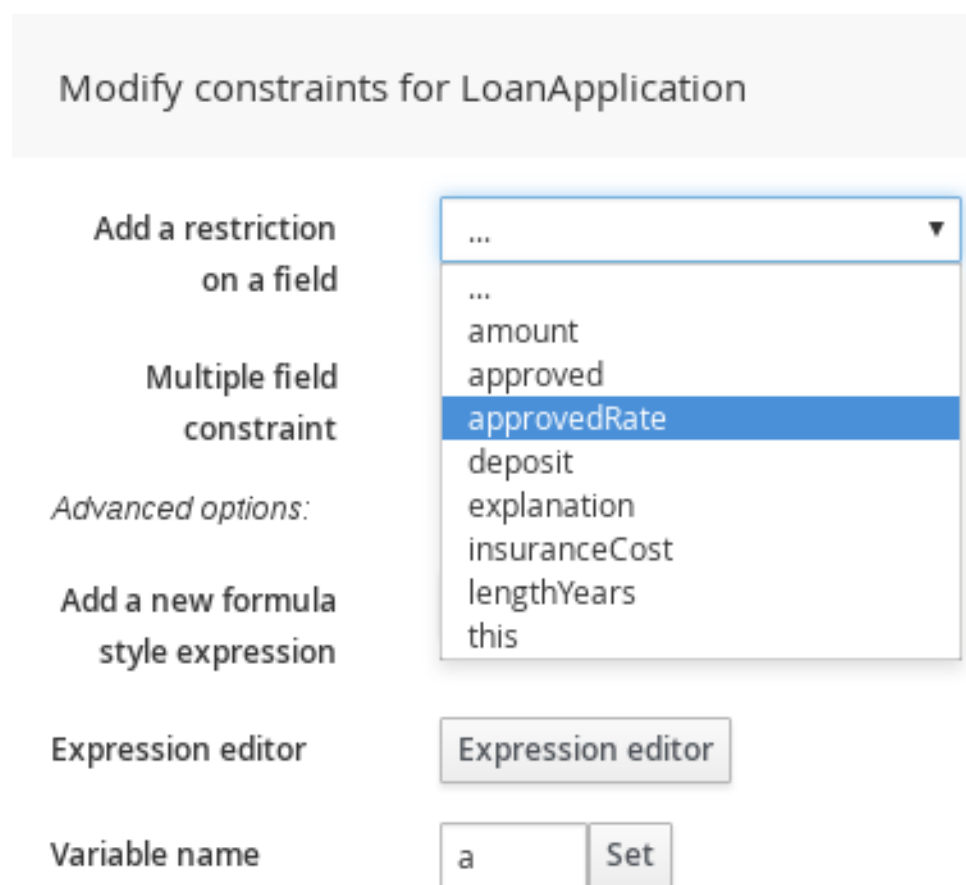 Modify constraints for LoanApplication
Add a restriction
on a field
...
▼
...
amount
approved
approvedRate
deposit
explanation
insuranceCost
lengthYears
this
Multiple field
constraint
Advanced options:
Add a new formula
style expression
Expression editor
Expression editor
Variable name
a
Set